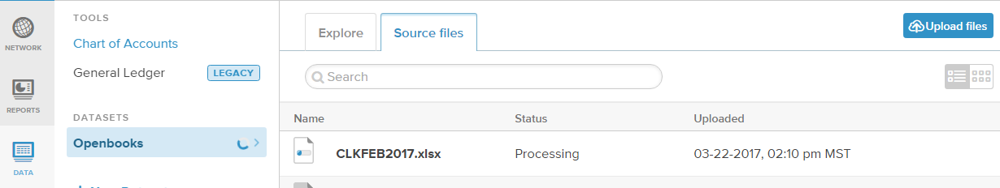 NETWORK
REPORTS
DATA
TOOLS
Chart of Accounts
General Ledger LEGACY
DATASETS
Openbooks
Explore Source files Upload files
Search
Name Status Uploaded
CLKFEB2017.xlsx Processing 03-22-2017, 02:10 pm MST